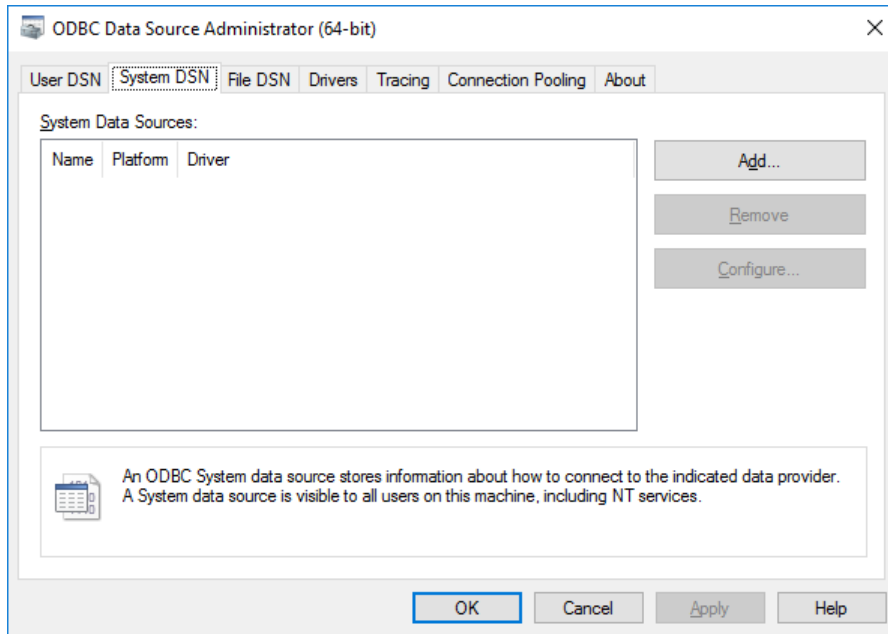 ODBC Data Source Administrator (64-bit)
User DSN System DSN File DSN Drivers Tracing Connection Pooling About
System Data Sources:
Name Platform Driver
Add...
Remove
Configure...
An ODBC System data source stores information about how to connect to the indicated data provider.
A System data source is visible to all users on this machine, including NT services.
OK Cancel Apply Help